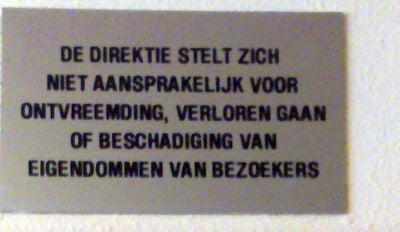 DE DIREKTIE STELT ZICH
NIET AANSPRAKELIJK VOOR
ONTVREEMDING, VERLOREN GAAN
OF BESCHADIGING VAN
EIGENDOMMEN VAN BEZOEKERS